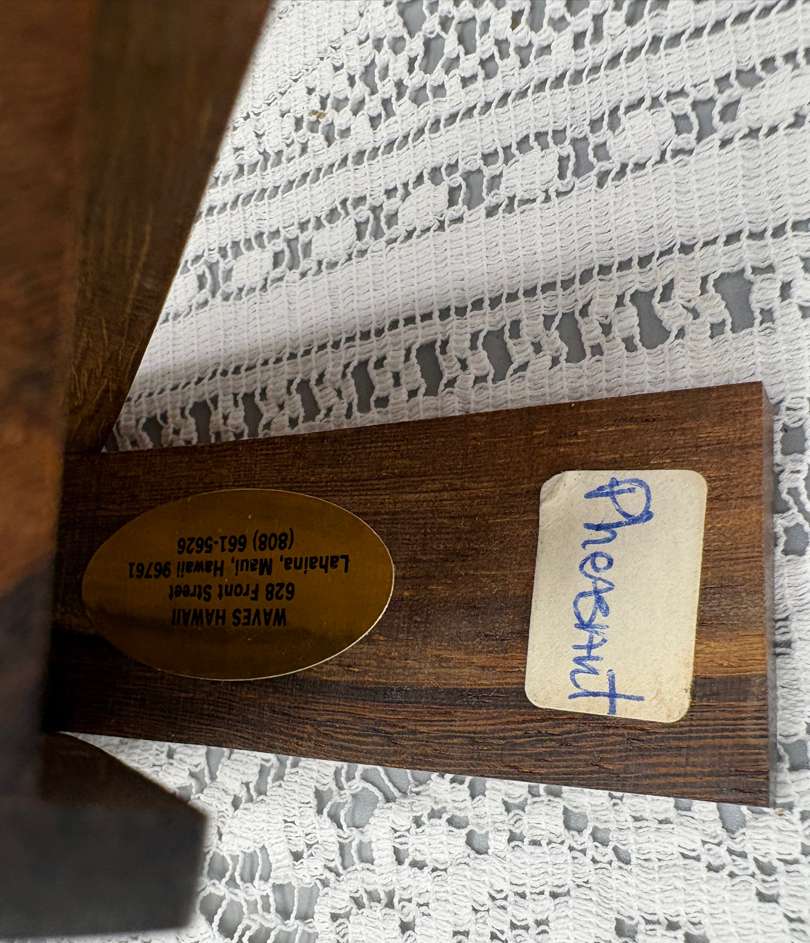 WAVES HAWAII
628 Front Street
Lahaina, Maui, Hawaii 96761
(808) 661-5626
Pheasant